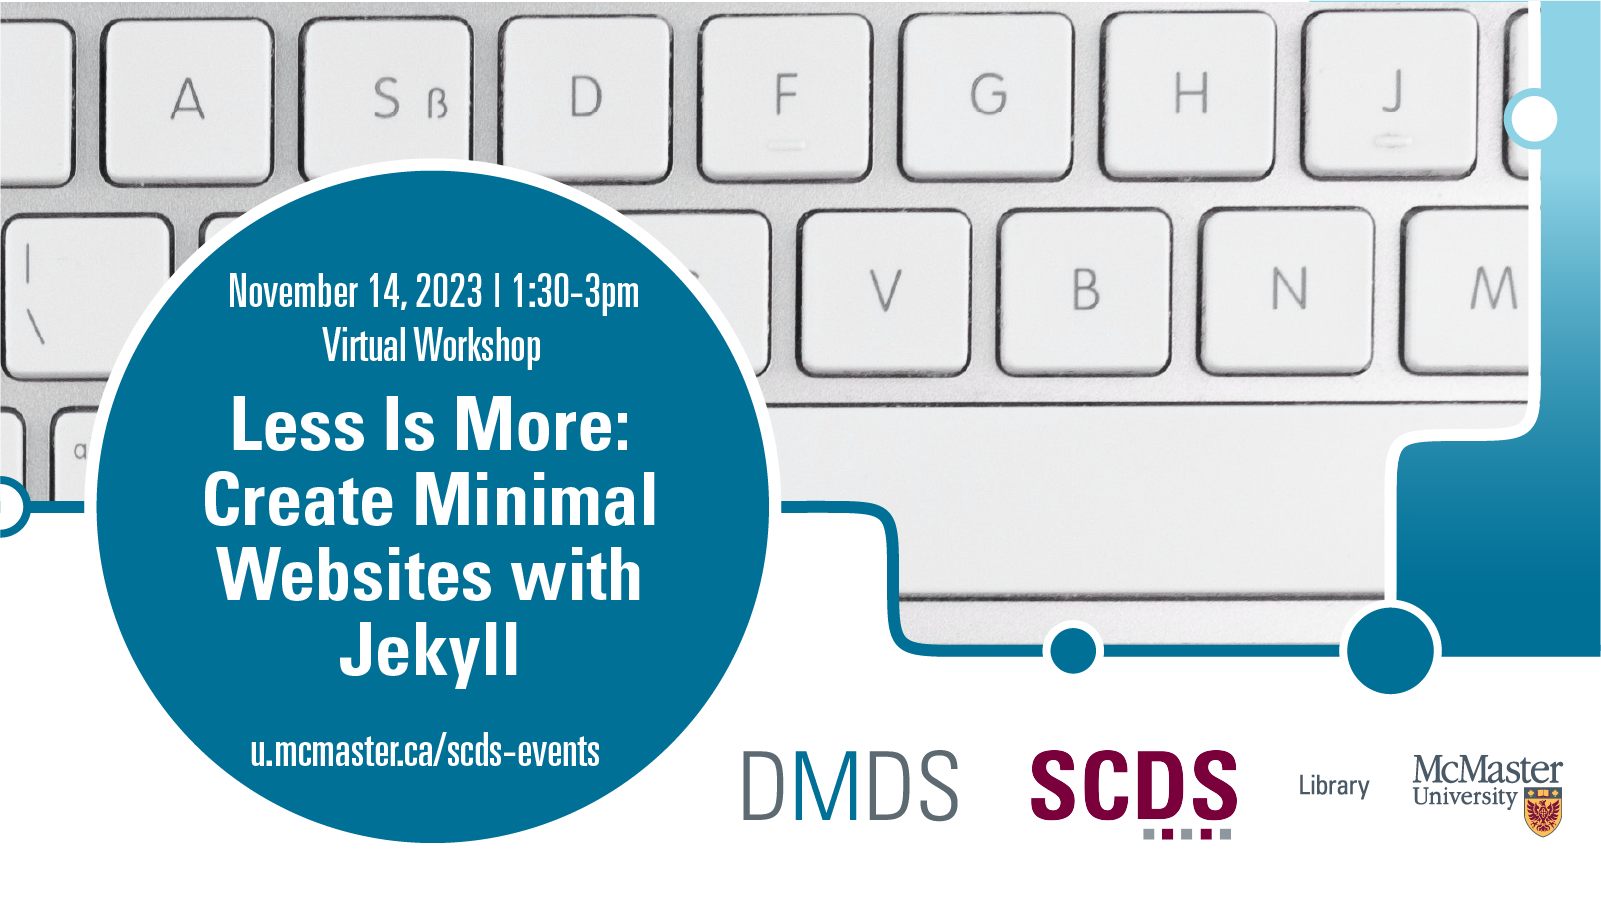 A
S ß
D
F
G
H
J
|
\
V
B
N
M
a
November 14, 2023 | 1:30-3pm
Virtual Workshop
Less Is More:
Create Minimal
Websites with
Jekyll
u.mcmaster.ca/scds-events
DMDS
SCDS
Library
McMaster
University